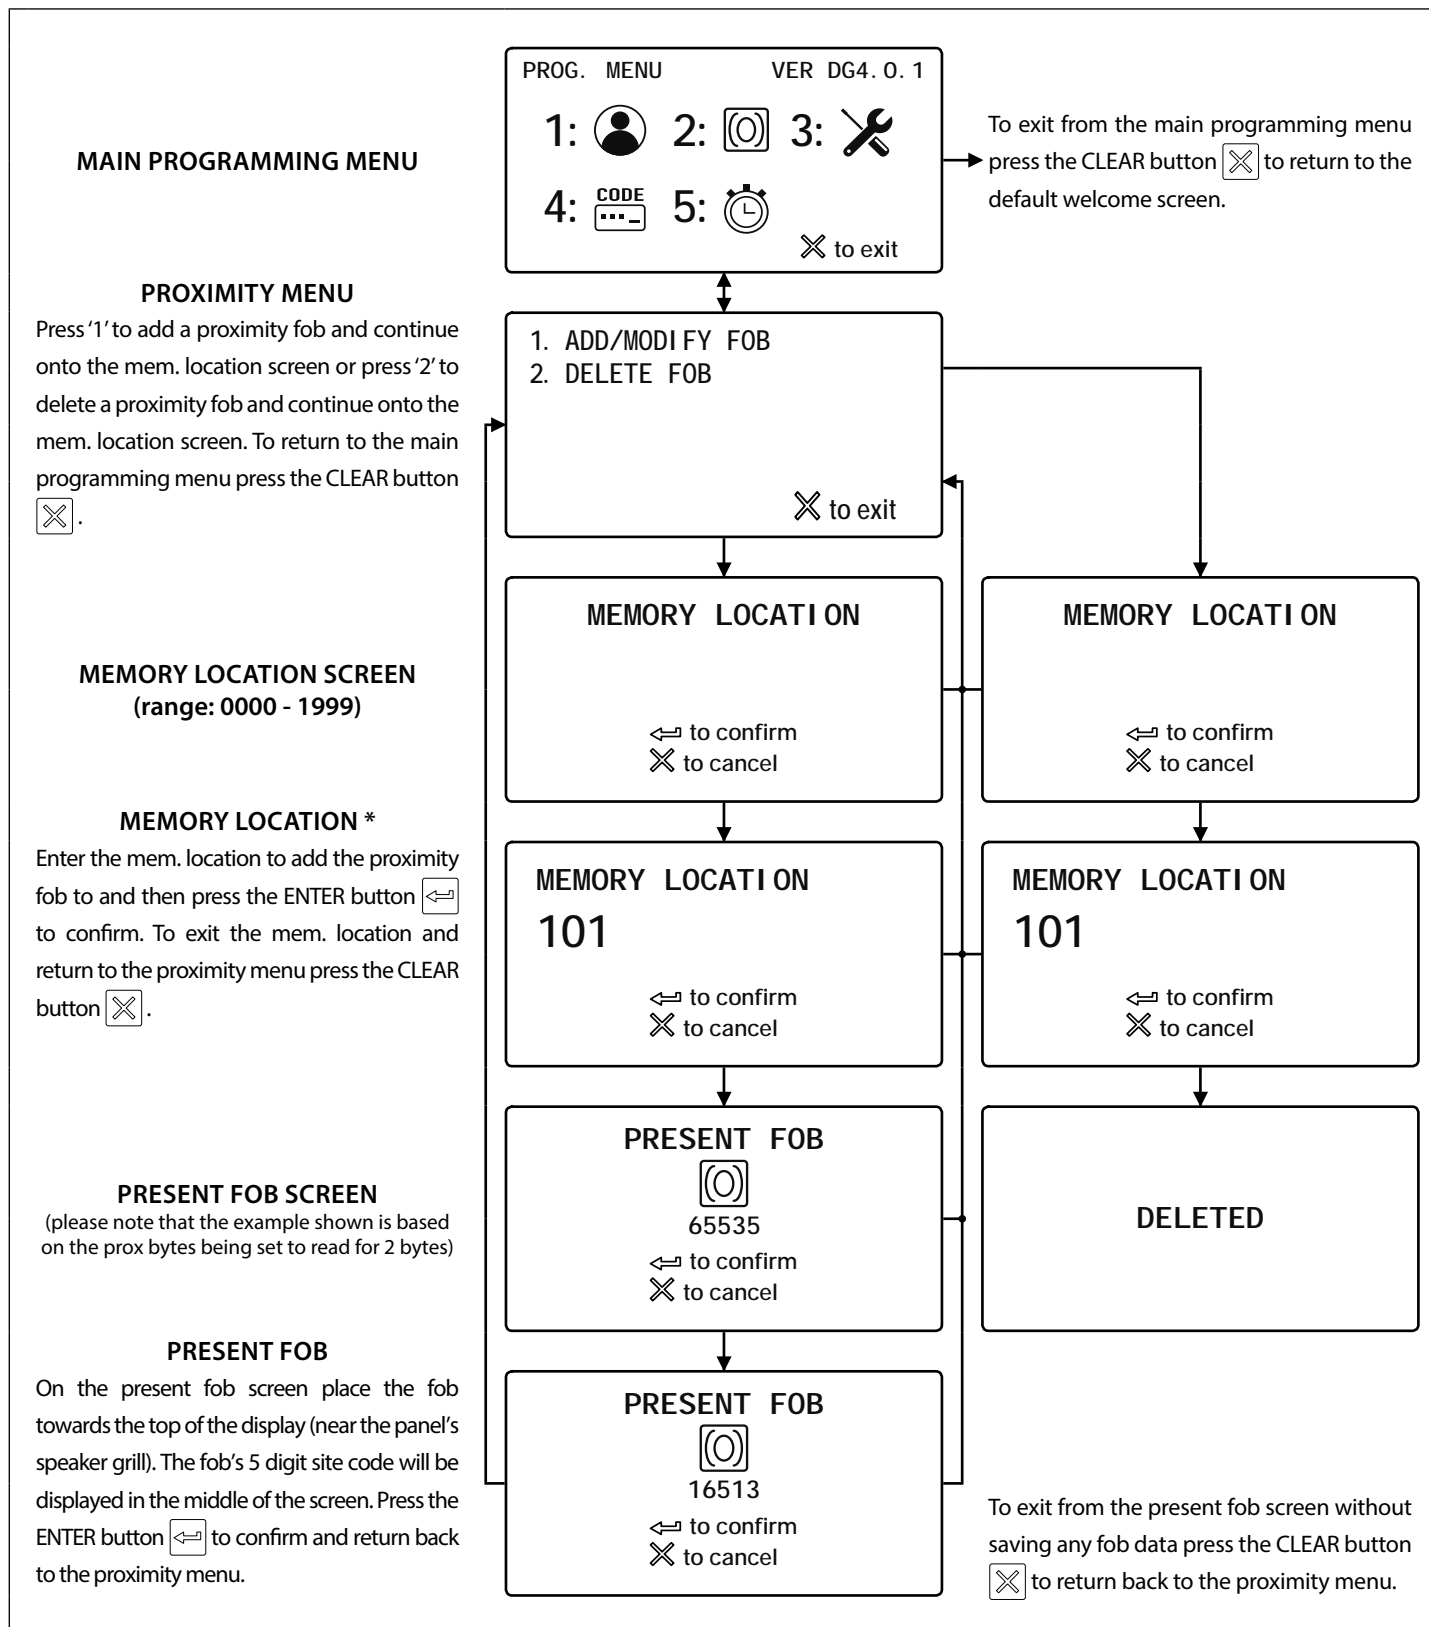 PROG. MENU VER DG4.0.1
1: 2: 3:
4: CODE 5:
to exit
MAIN PROGRAMMING MENU
To exit from the main programming menu
press the CLEAR button to return to the
default welcome screen.
PROXIMITY MENU
Press ‘1’ to add a proximity fob and continue
onto the mem. location screen or press ‘2’ to
delete a proximity fob and continue onto the
mem. location screen. To return to the main
programming menu press the CLEAR button
.
1. ADD/MODIFY FOB
2. DELETE FOB
to exit
MEMORY LOCATION SCREEN
(range: 0000 - 1999)
MEMORY LOCATION
to confirm
to cancel
MEMORY LOCATION
to confirm
to cancel
MEMORY LOCATION *
Enter the mem. location to add the proximity
fob to and then press the ENTER button
to confirm. To exit the mem. location and
return to the proximity menu press the CLEAR
button .
MEMORY LOCATION
101
to confirm
to cancel
MEMORY LOCATION
101
to confirm
to cancel
PRESENT FOB SCREEN
(please note that the example shown is based
on the prox bytes being set to read for 2 bytes)
PRESENT FOB
65535
to confirm
to cancel
DELETED
PRESENT FOB
On the present fob screen place the fob
towards the top of the display (near the panel’s
speaker grill). The fob’s 5 digit site code will be
displayed in the middle of the screen. Press the
ENTER button to confirm and return back
to the proximity menu.
PRESENT FOB
16513
to confirm
to cancel
To exit from the present fob screen without
saving any fob data press the CLEAR button
to return back to the proximity menu.